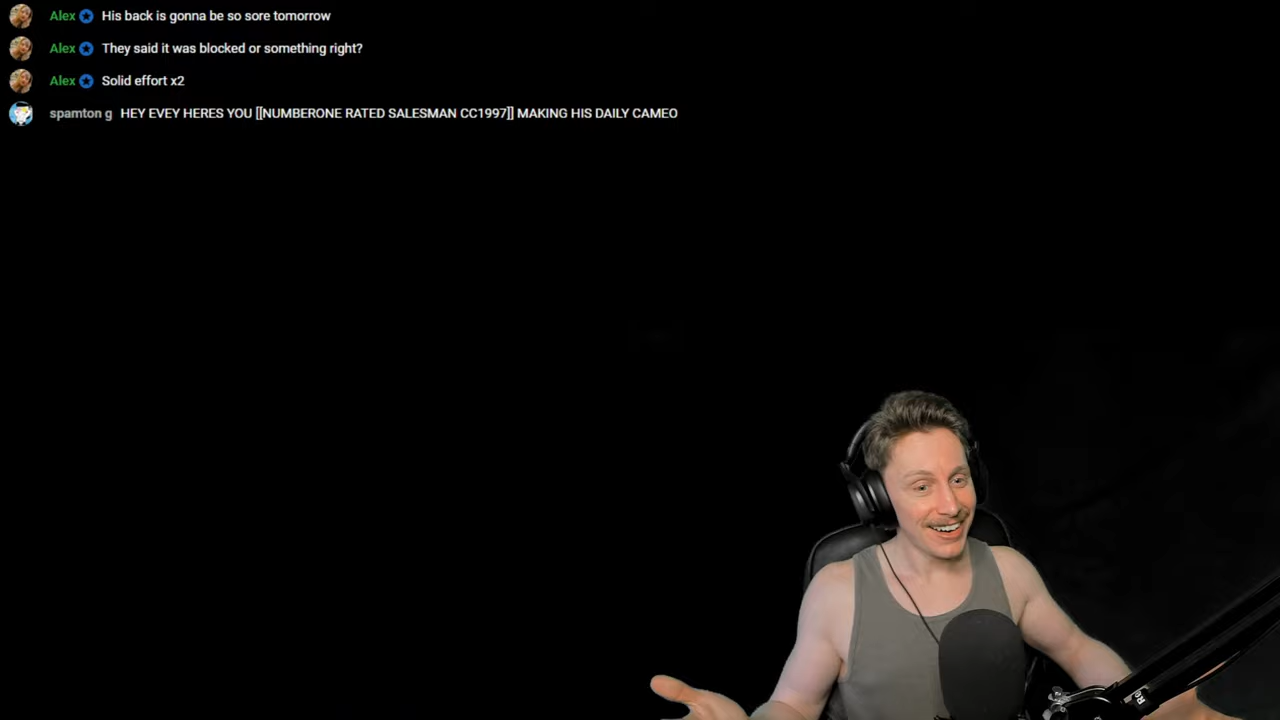 Alex His back is gonna be so sore tomorrow
Alex They said it was blocked or something right?
Alex Solid effort x2
spamton g HEY EVEY HERES YOU [[NUMBERONE RATED SALESMAN CC1997]] MAKING HIS DAILY CAMEO